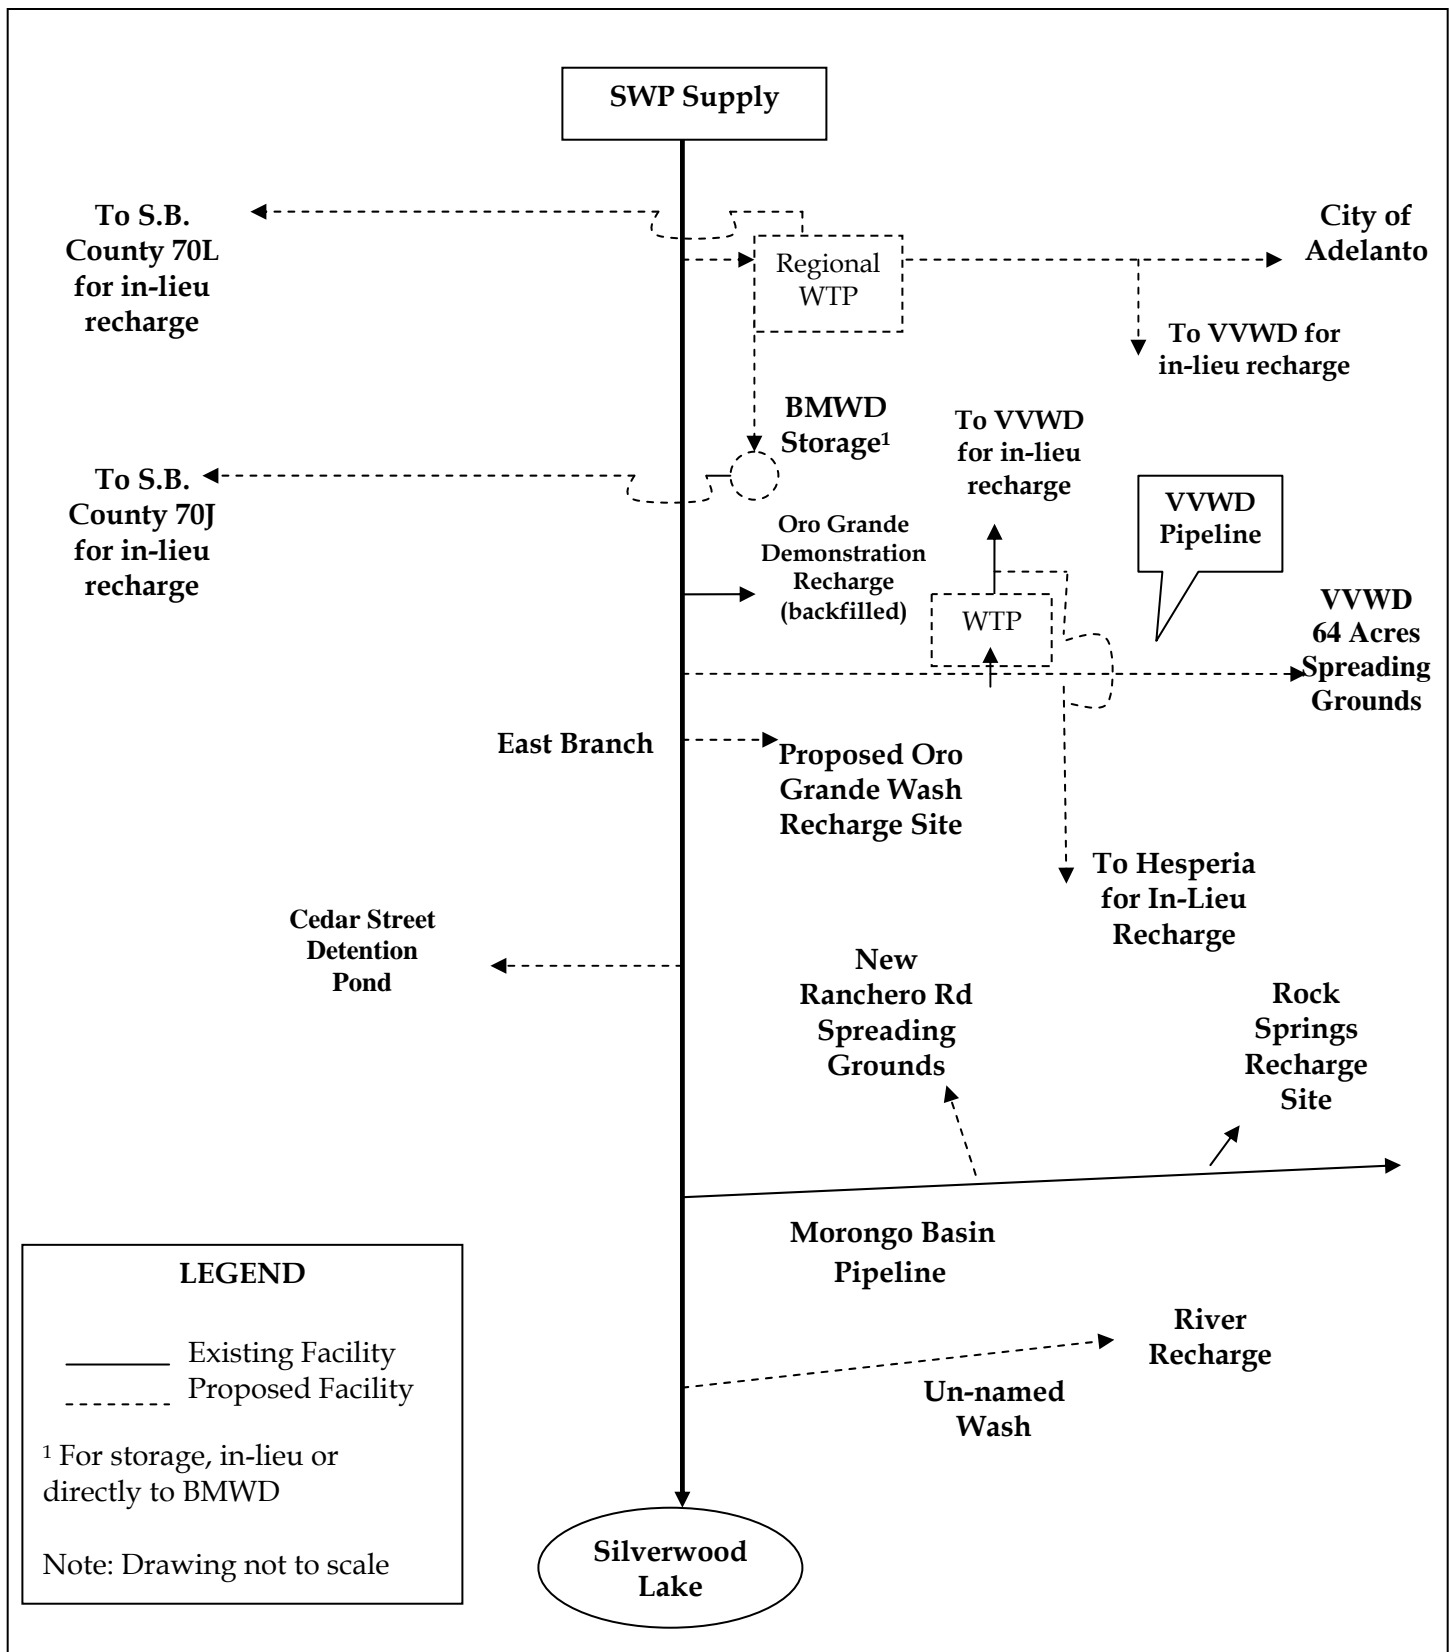 SWP Supply
To S.B.
County 70L
for in-lieu
recharge
Regional
WTP
City of
Adelanto
To VVWD for
in-lieu recharge
BMWD
Storage¹
To VVWD
for in-lieu
recharge
To S.B.
County 70J
for in-lieu
recharge
VVWD
Pipeline
Oro Grande
Demonstration
Recharge
(backfilled)
WTP
VVWD
64 Acres
Spreading
Grounds
East Branch
Proposed Oro
Grande Wash
Recharge Site
To Hesperia
for In-Lieu
Recharge
Cedar Street
Detention
Pond
New
Ranchero Rd
Spreading
Grounds
Rock
Springs
Recharge
Site
Morongo Basin
Pipeline
River
Recharge
Un-named
Wash
LEGEND
Existing Facility
Proposed Facility
¹ For storage, in-lieu or
directly to BMWD
Note: Drawing not to scale
Silverwood
Lake